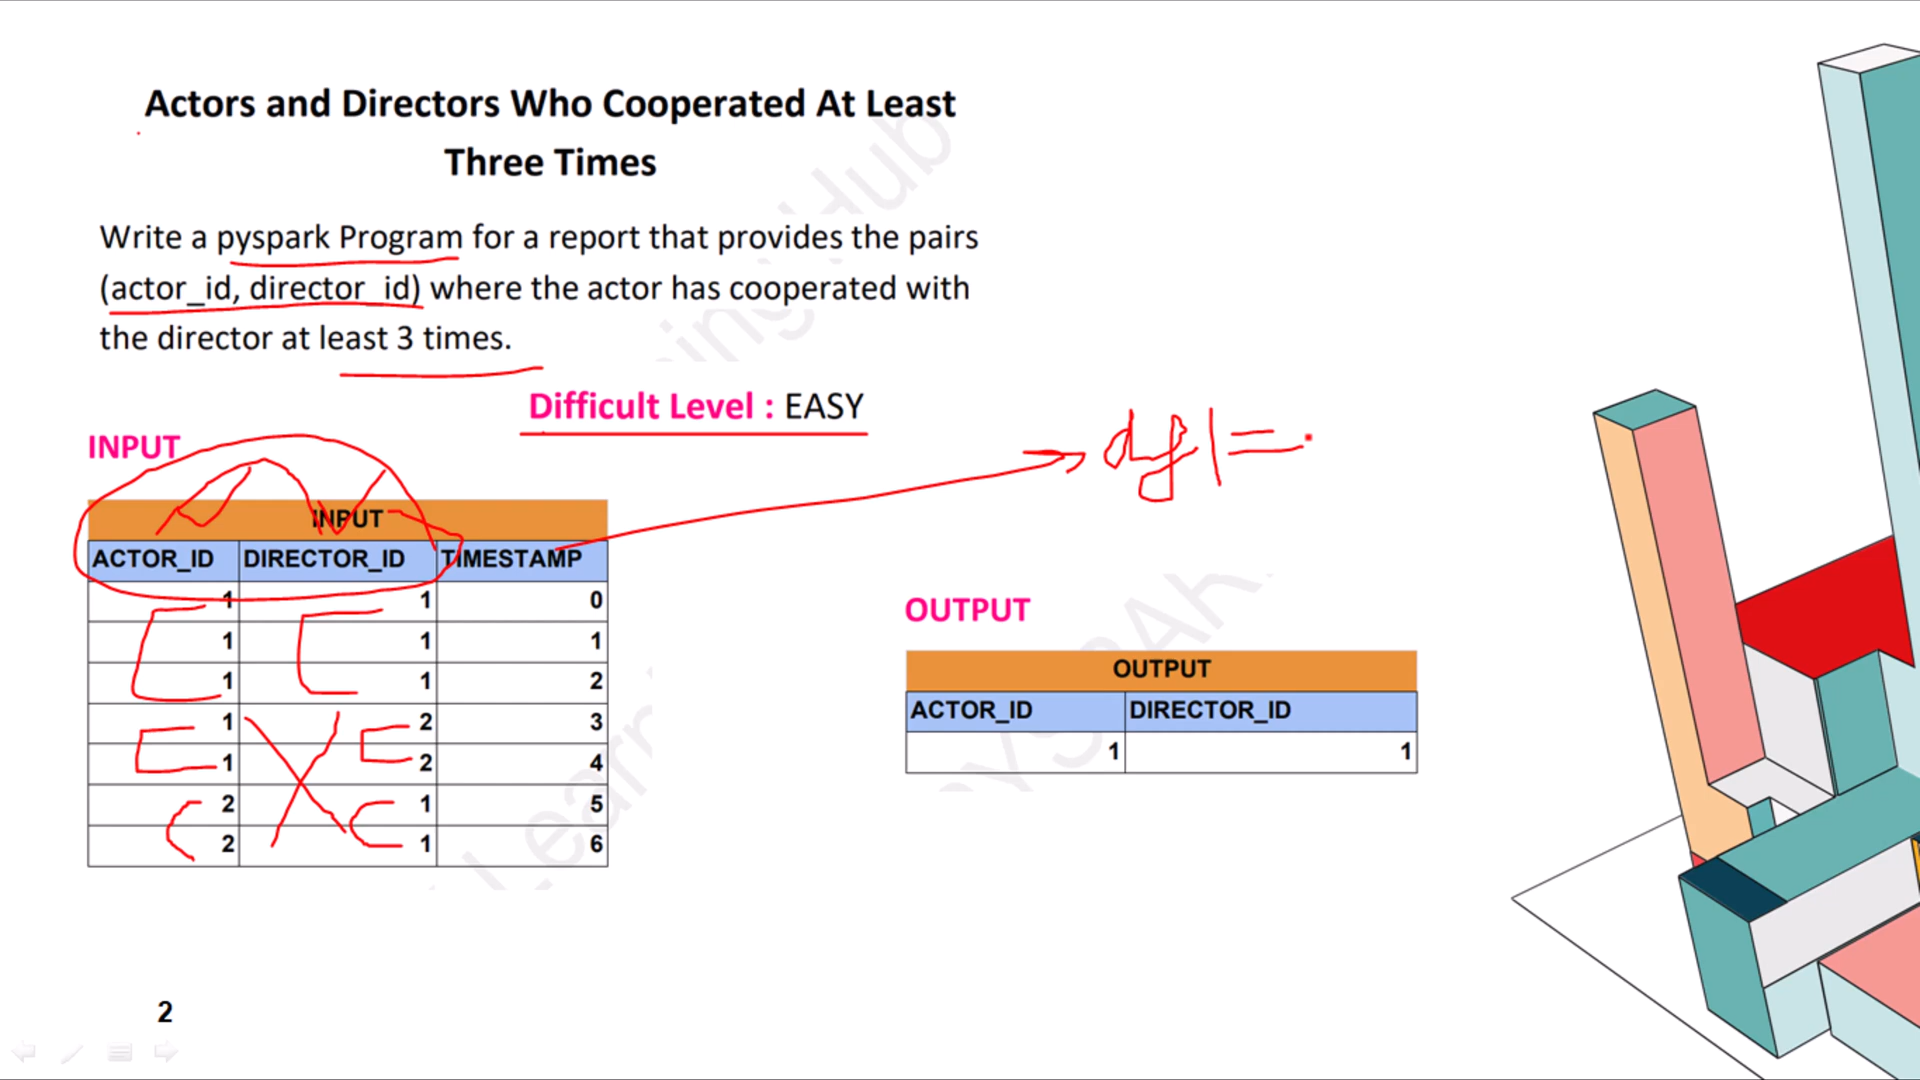 Actors and Directors Who Cooperated At Least
Three Times
Write a pyspark Program for a report that provides the pairs
(actor_id, director_id) where the actor has cooperated with
the director at least 3 times.
Difficult Level : EASY
INPUT
df1 =
INPUT
ACTOR_ID DIRECTOR_ID TIMESTAMP
1 1 0
1 1 1
1 1 2
1 2 3
1 2 4
2 1 5
2 1 6
OUTPUT
OUTPUT
ACTOR_ID DIRECTOR_ID
1 1
2